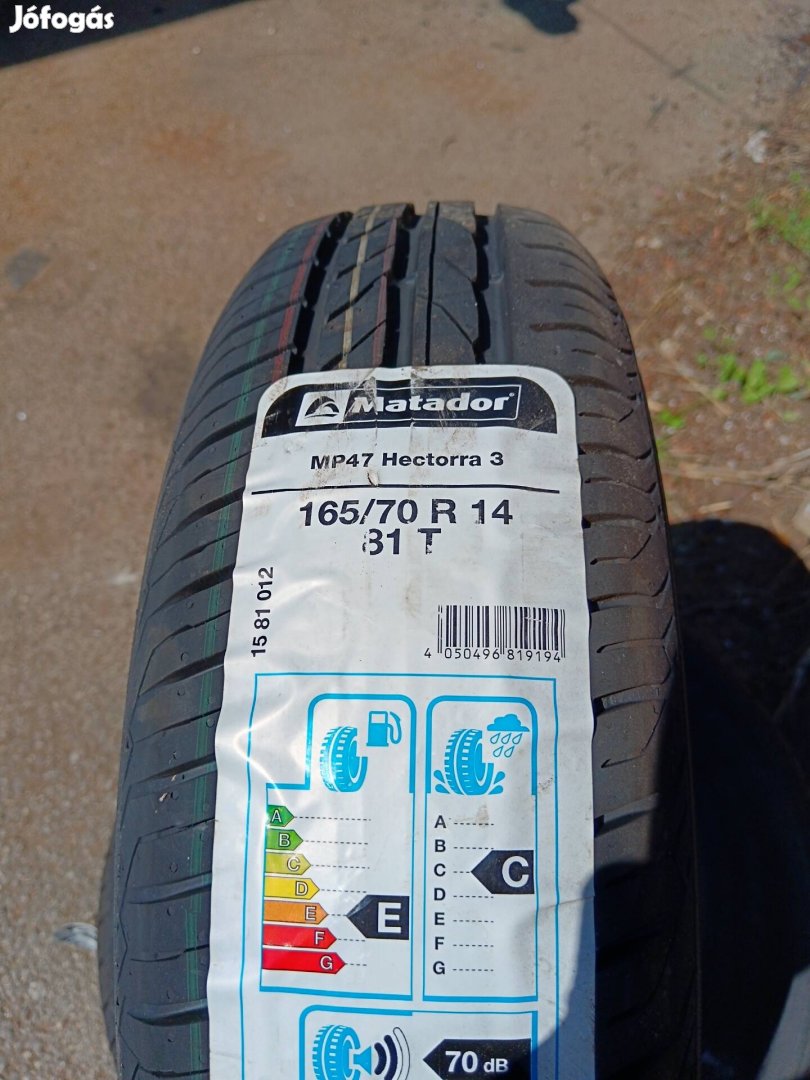 Jófogás
Matador
MP47 Hectorra 3
165/70 R 14
81 T
15 81 012
4 050496 819194
A
B
C
D
E
F
G
E
A
B
C
D
E
F
G
C
70 dB